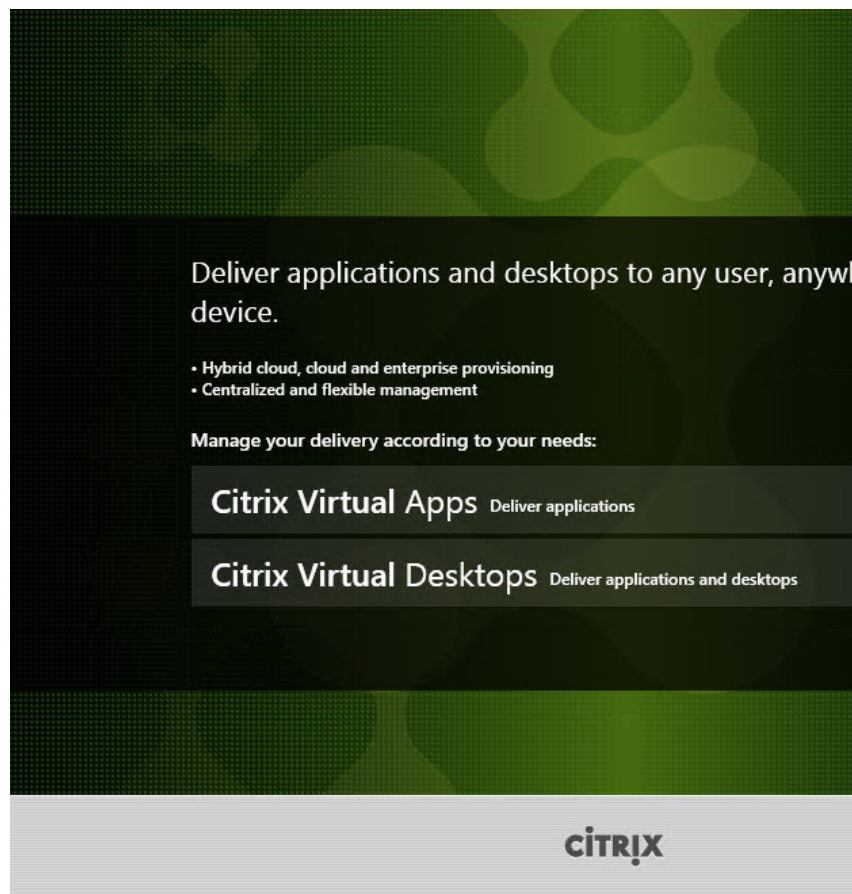 Deliver applications and desktops to any user, anywh
device.
• Hybrid cloud, cloud and enterprise provisioning
• Centralized and flexible management
Manage your delivery according to your needs:
Citrix Virtual Apps Deliver applications
Citrix Virtual Desktops Deliver applications and desktops
CİTRỊX